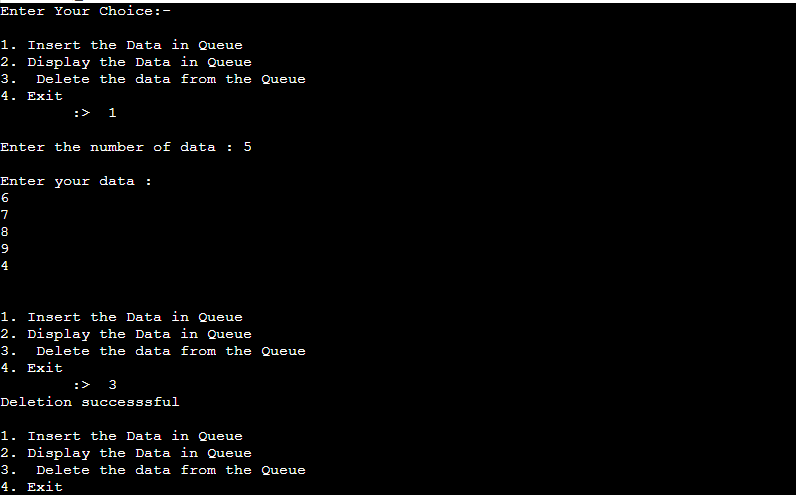 Enter Your Choice:-
1. Insert the Data in Queue
2. Display the Data in Queue
3.  Delete the data from the Queue
4. Exit
:>  1
Enter the number of data : 5
Enter your data :
6
7
8
9
4
1. Insert the Data in Queue
2. Display the Data in Queue
3.  Delete the data from the Queue
4. Exit
:>  3
Deletion successsful
1. Insert the Data in Queue
2. Display the Data in Queue
3.  Delete the data from the Queue
4. Exit